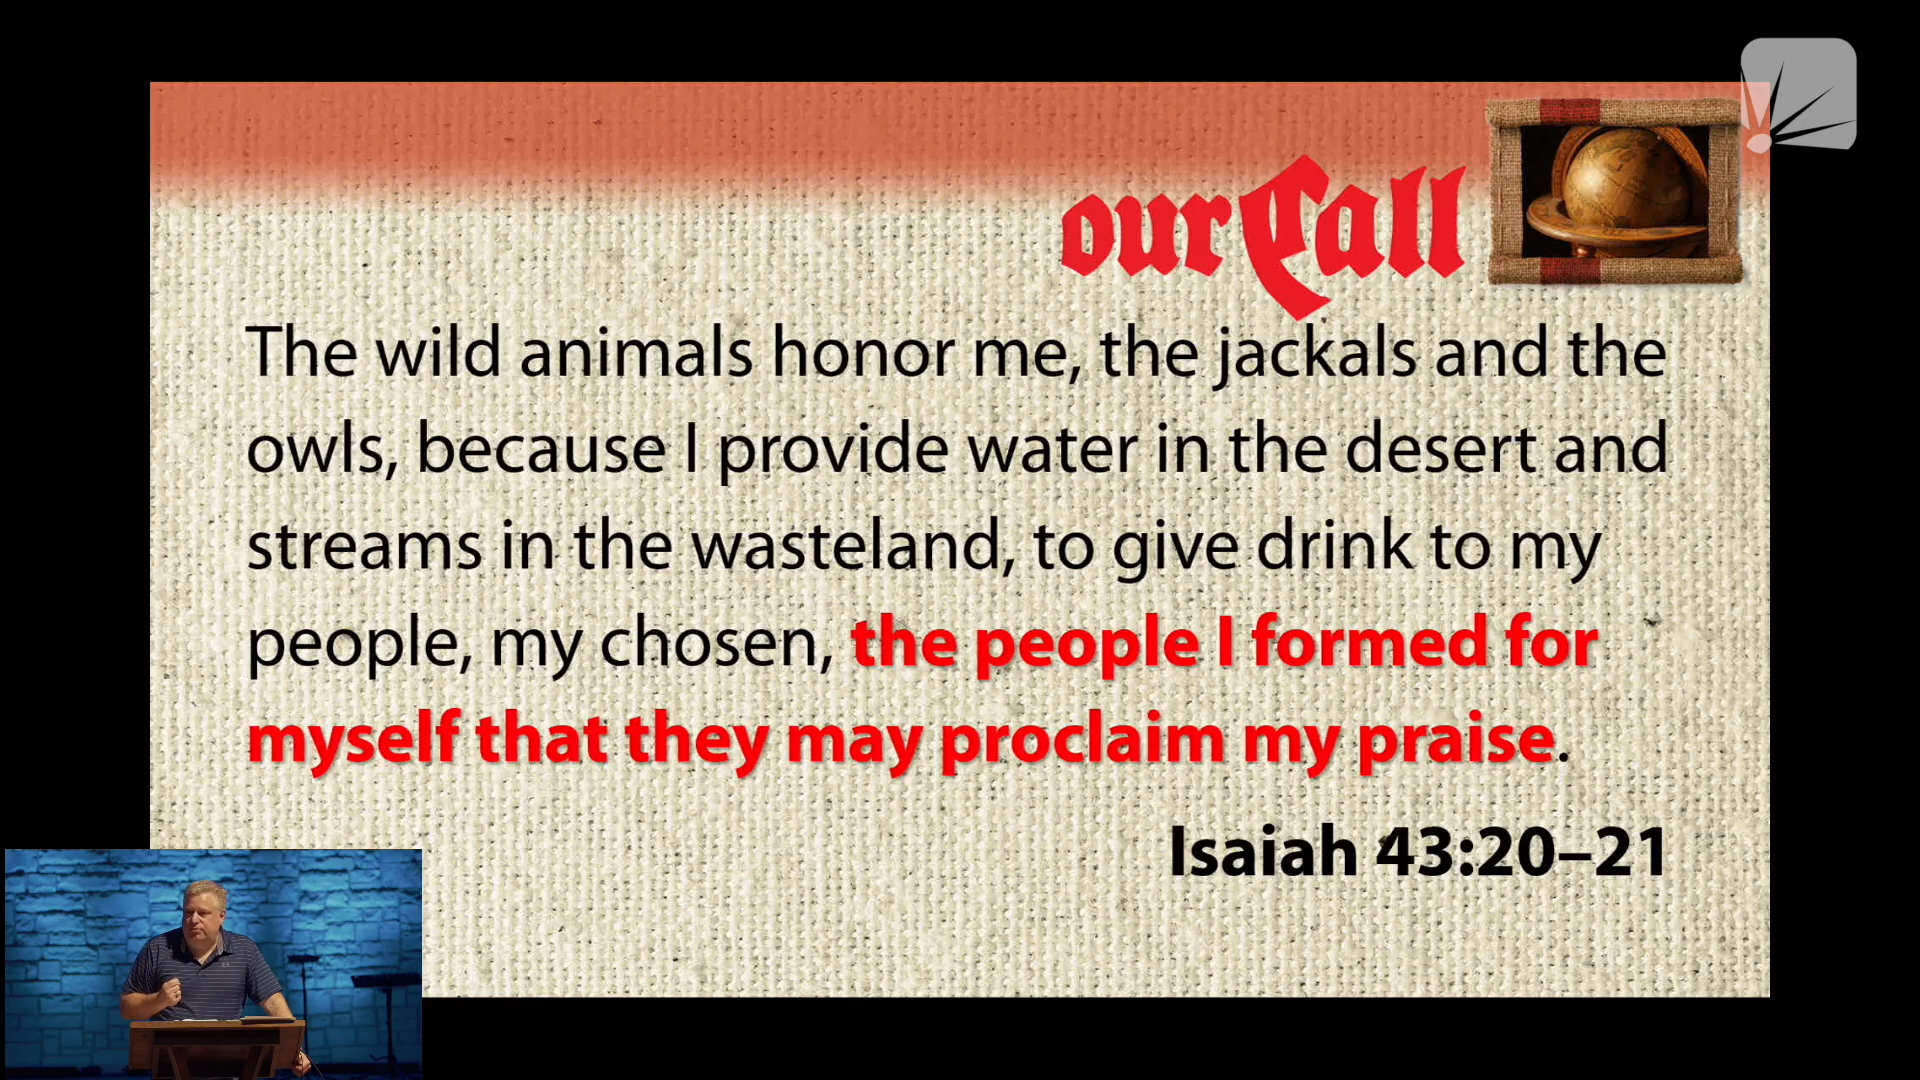 ourCall
The wild animals honor me, the jackals and the
owls, because I provide water in the desert and
streams in the wasteland, to give drink to my
people, my chosen, the people I formed for
myself that they may proclaim my praise.
Isaiah 43:20–21